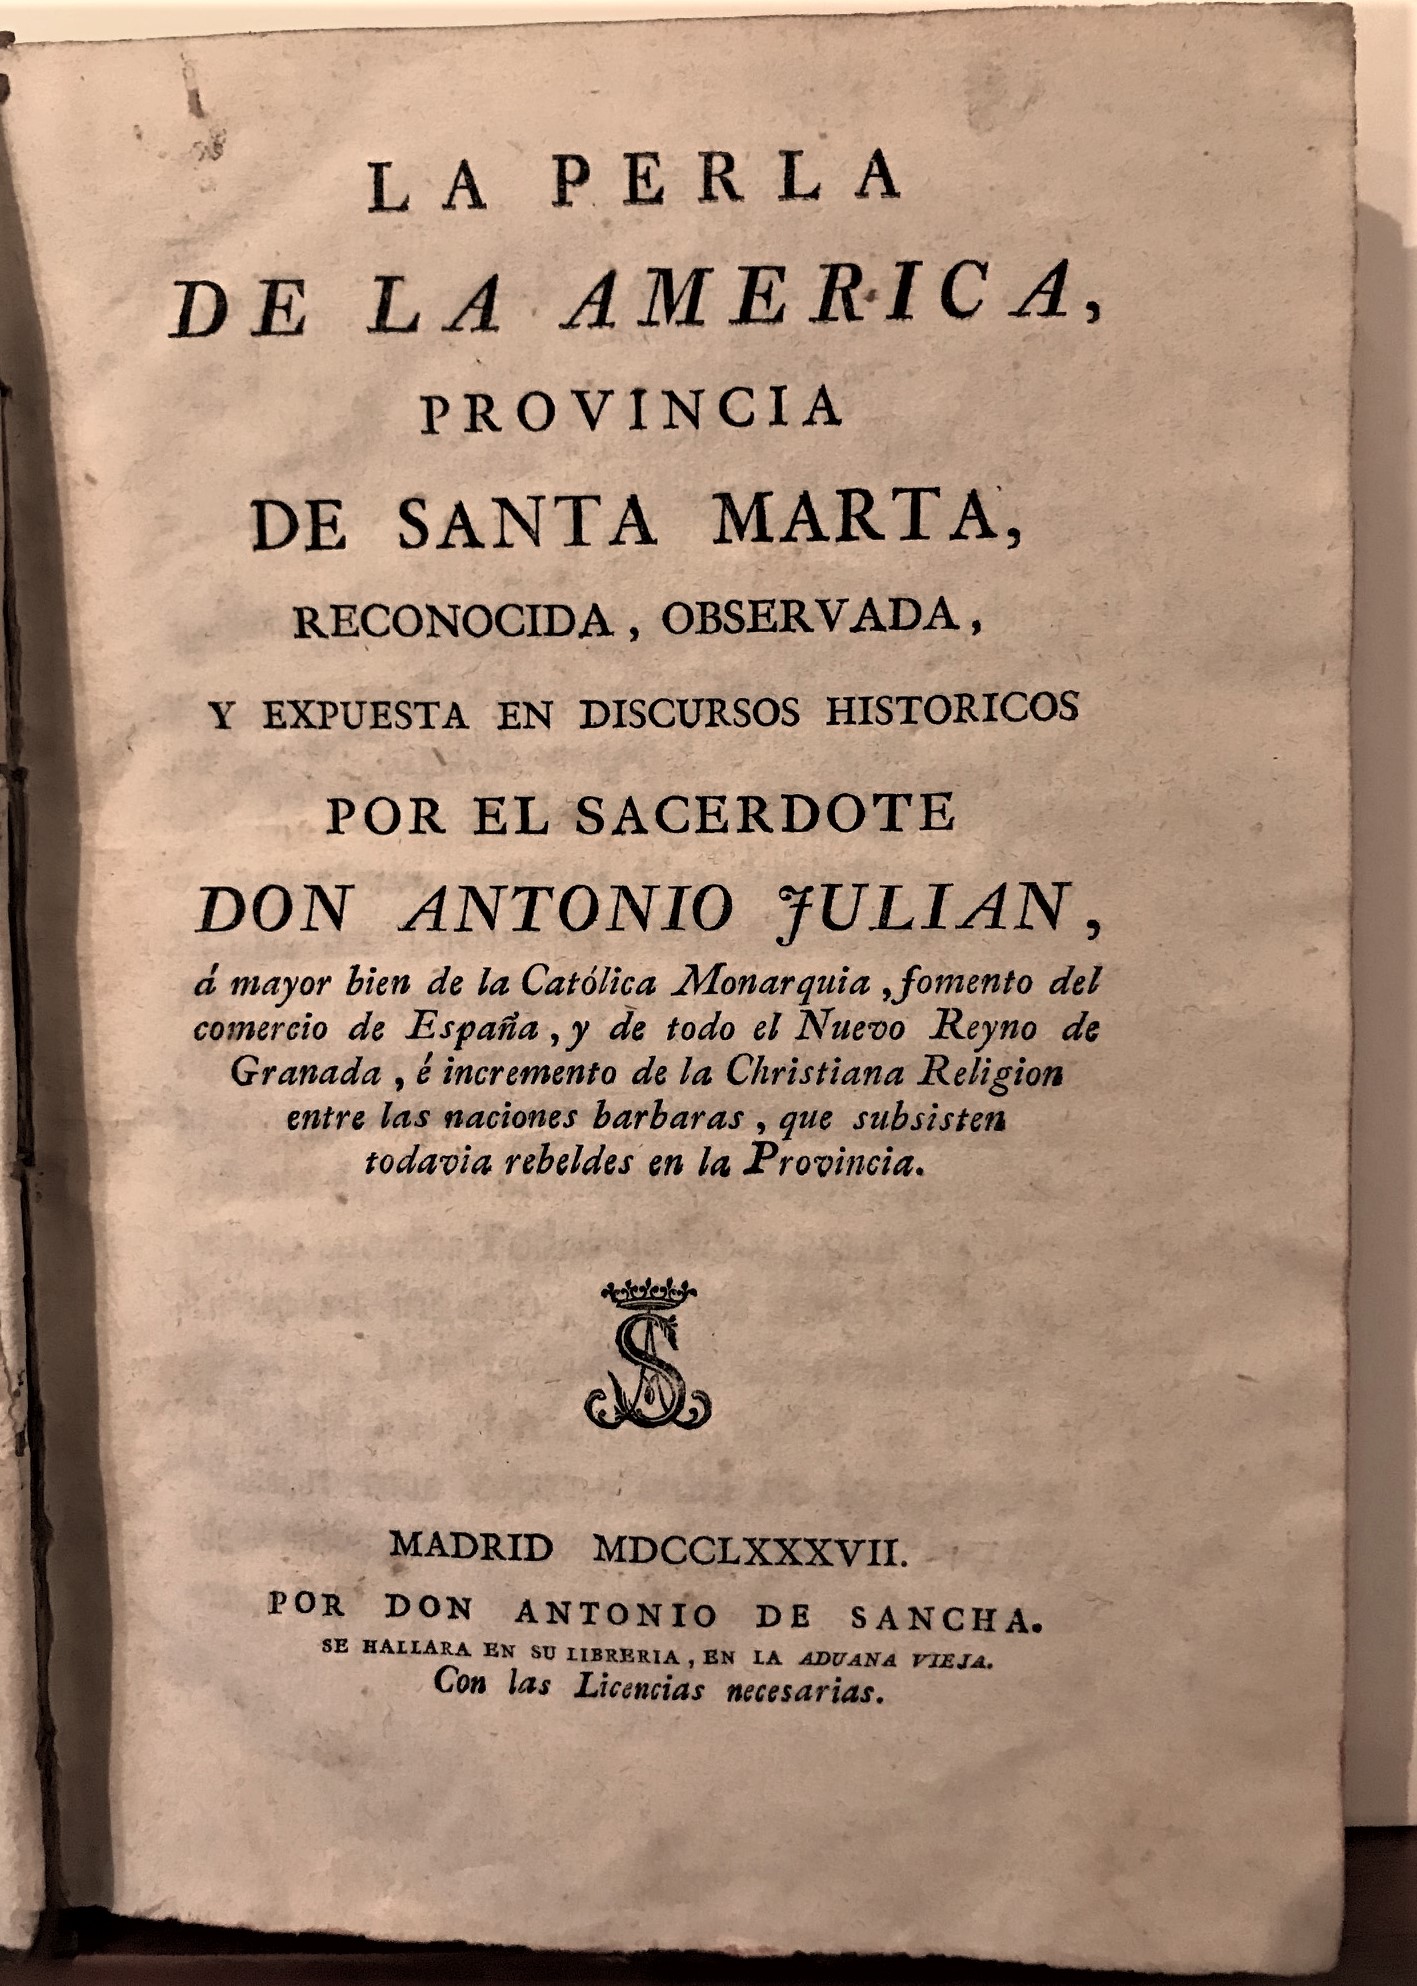 LA PERLA
DE LA AMERICA,
PROVINCIA
DE SANTA MARTA,
RECONOCIDA, OBSERVADA,
Y EXPUESTA EN DISCURSOS HISTORICOS
POR EL SACERDOTE
DON ANTONIO JULIAN,
á mayor bien de la Católica Monarquia, fomento del
comercio de España, y de todo el Nuevo Reyno de
Granada, é incremento de la Christiana Religion
entre las naciones barbaras, que subsisten
todavia rebeldes en la Provincia.
MADRID MDCCLXXXVII.
POR DON ANTONIO DE SANCHA.
SE HALLARA EN SU LIBRERIA, EN LA ADUANA VIEJA.
Con las Licencias necesarias.